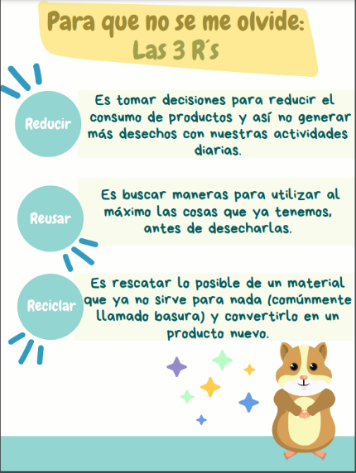 Para que no se me olvide:
Las 3 R´s
Reducir
Es tomar decisiones para reducir el
consumo de productos y así no generar
más desechos con nuestras actividades
diarias.
Reusar
Es buscar maneras para utilizar al
máximo las cosas que ya tenemos,
antes de desecharlas.
Reciclar
Es rescatar lo posible de un material
que ya no sirve para nada (comúnmente
llamado basura) y convertirlo en un
producto nuevo.